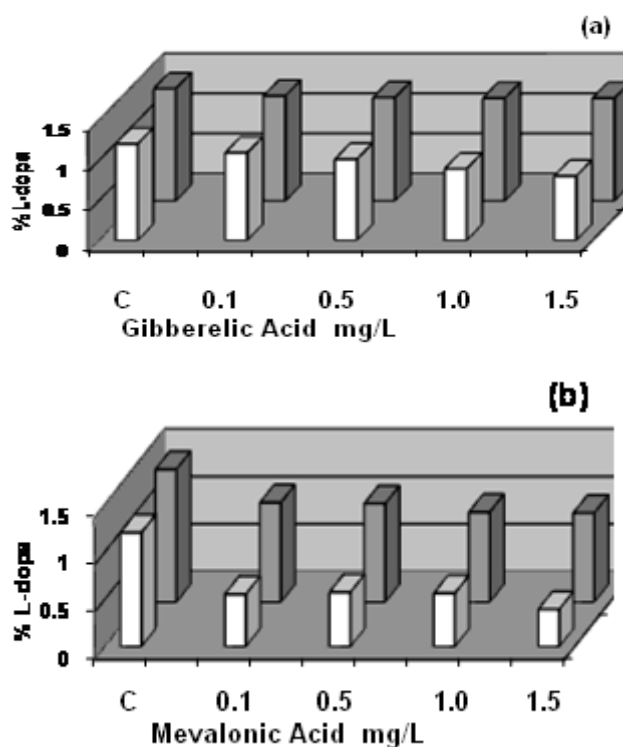 (a)
1.5
1
0.5
0
% L-dopa
C 0.1 0.5 1.0 1.5
Gibberelic Acid mg/L
(b)
1.5
1
0.5
0
% L-dopa
C 0.1 0.5 1.0 1.5
Mevalonic Acid mg/L